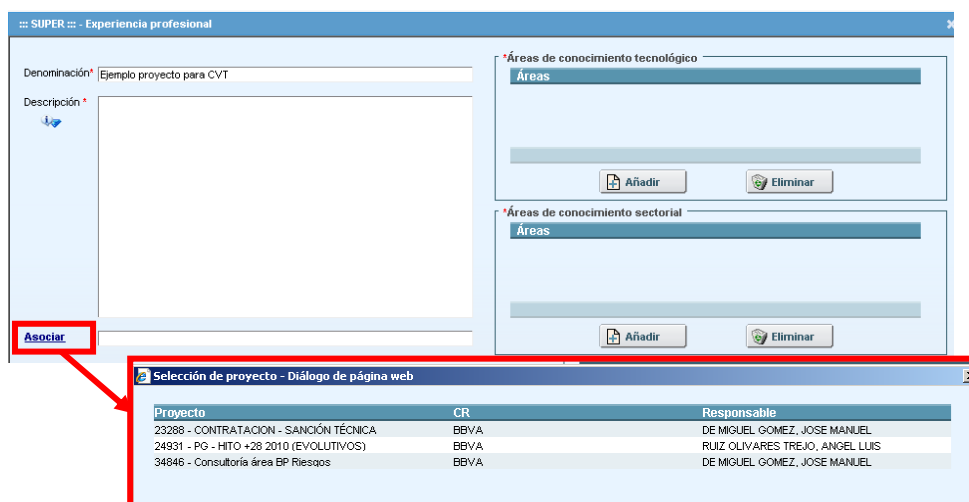 ::: SUPER ::: - Experiencia profesional
Denominación* Ejemplo proyecto para CVT
Descripción *
*Áreas de conocimiento tecnológico
Áreas
Añadir Eliminar
*Áreas de conocimiento sectorial
Áreas
Añadir Eliminar
Asociar
Selección de proyecto - Diálogo de página web
Proyecto CR Responsable
23288 - CONTRATACION - SANCIÓN TÉCNICA BBVA DE MIGUEL GOMEZ, JOSE MANUEL
24931 - PG - HITO +28 2010 (EVOLUTIVOS) BBVA RUIZ OLIVARES TREJO, ANGEL LUIS
34846 - Consultoría área BP Riesgos BBVA DE MIGUEL GOMEZ, JOSE MANUEL